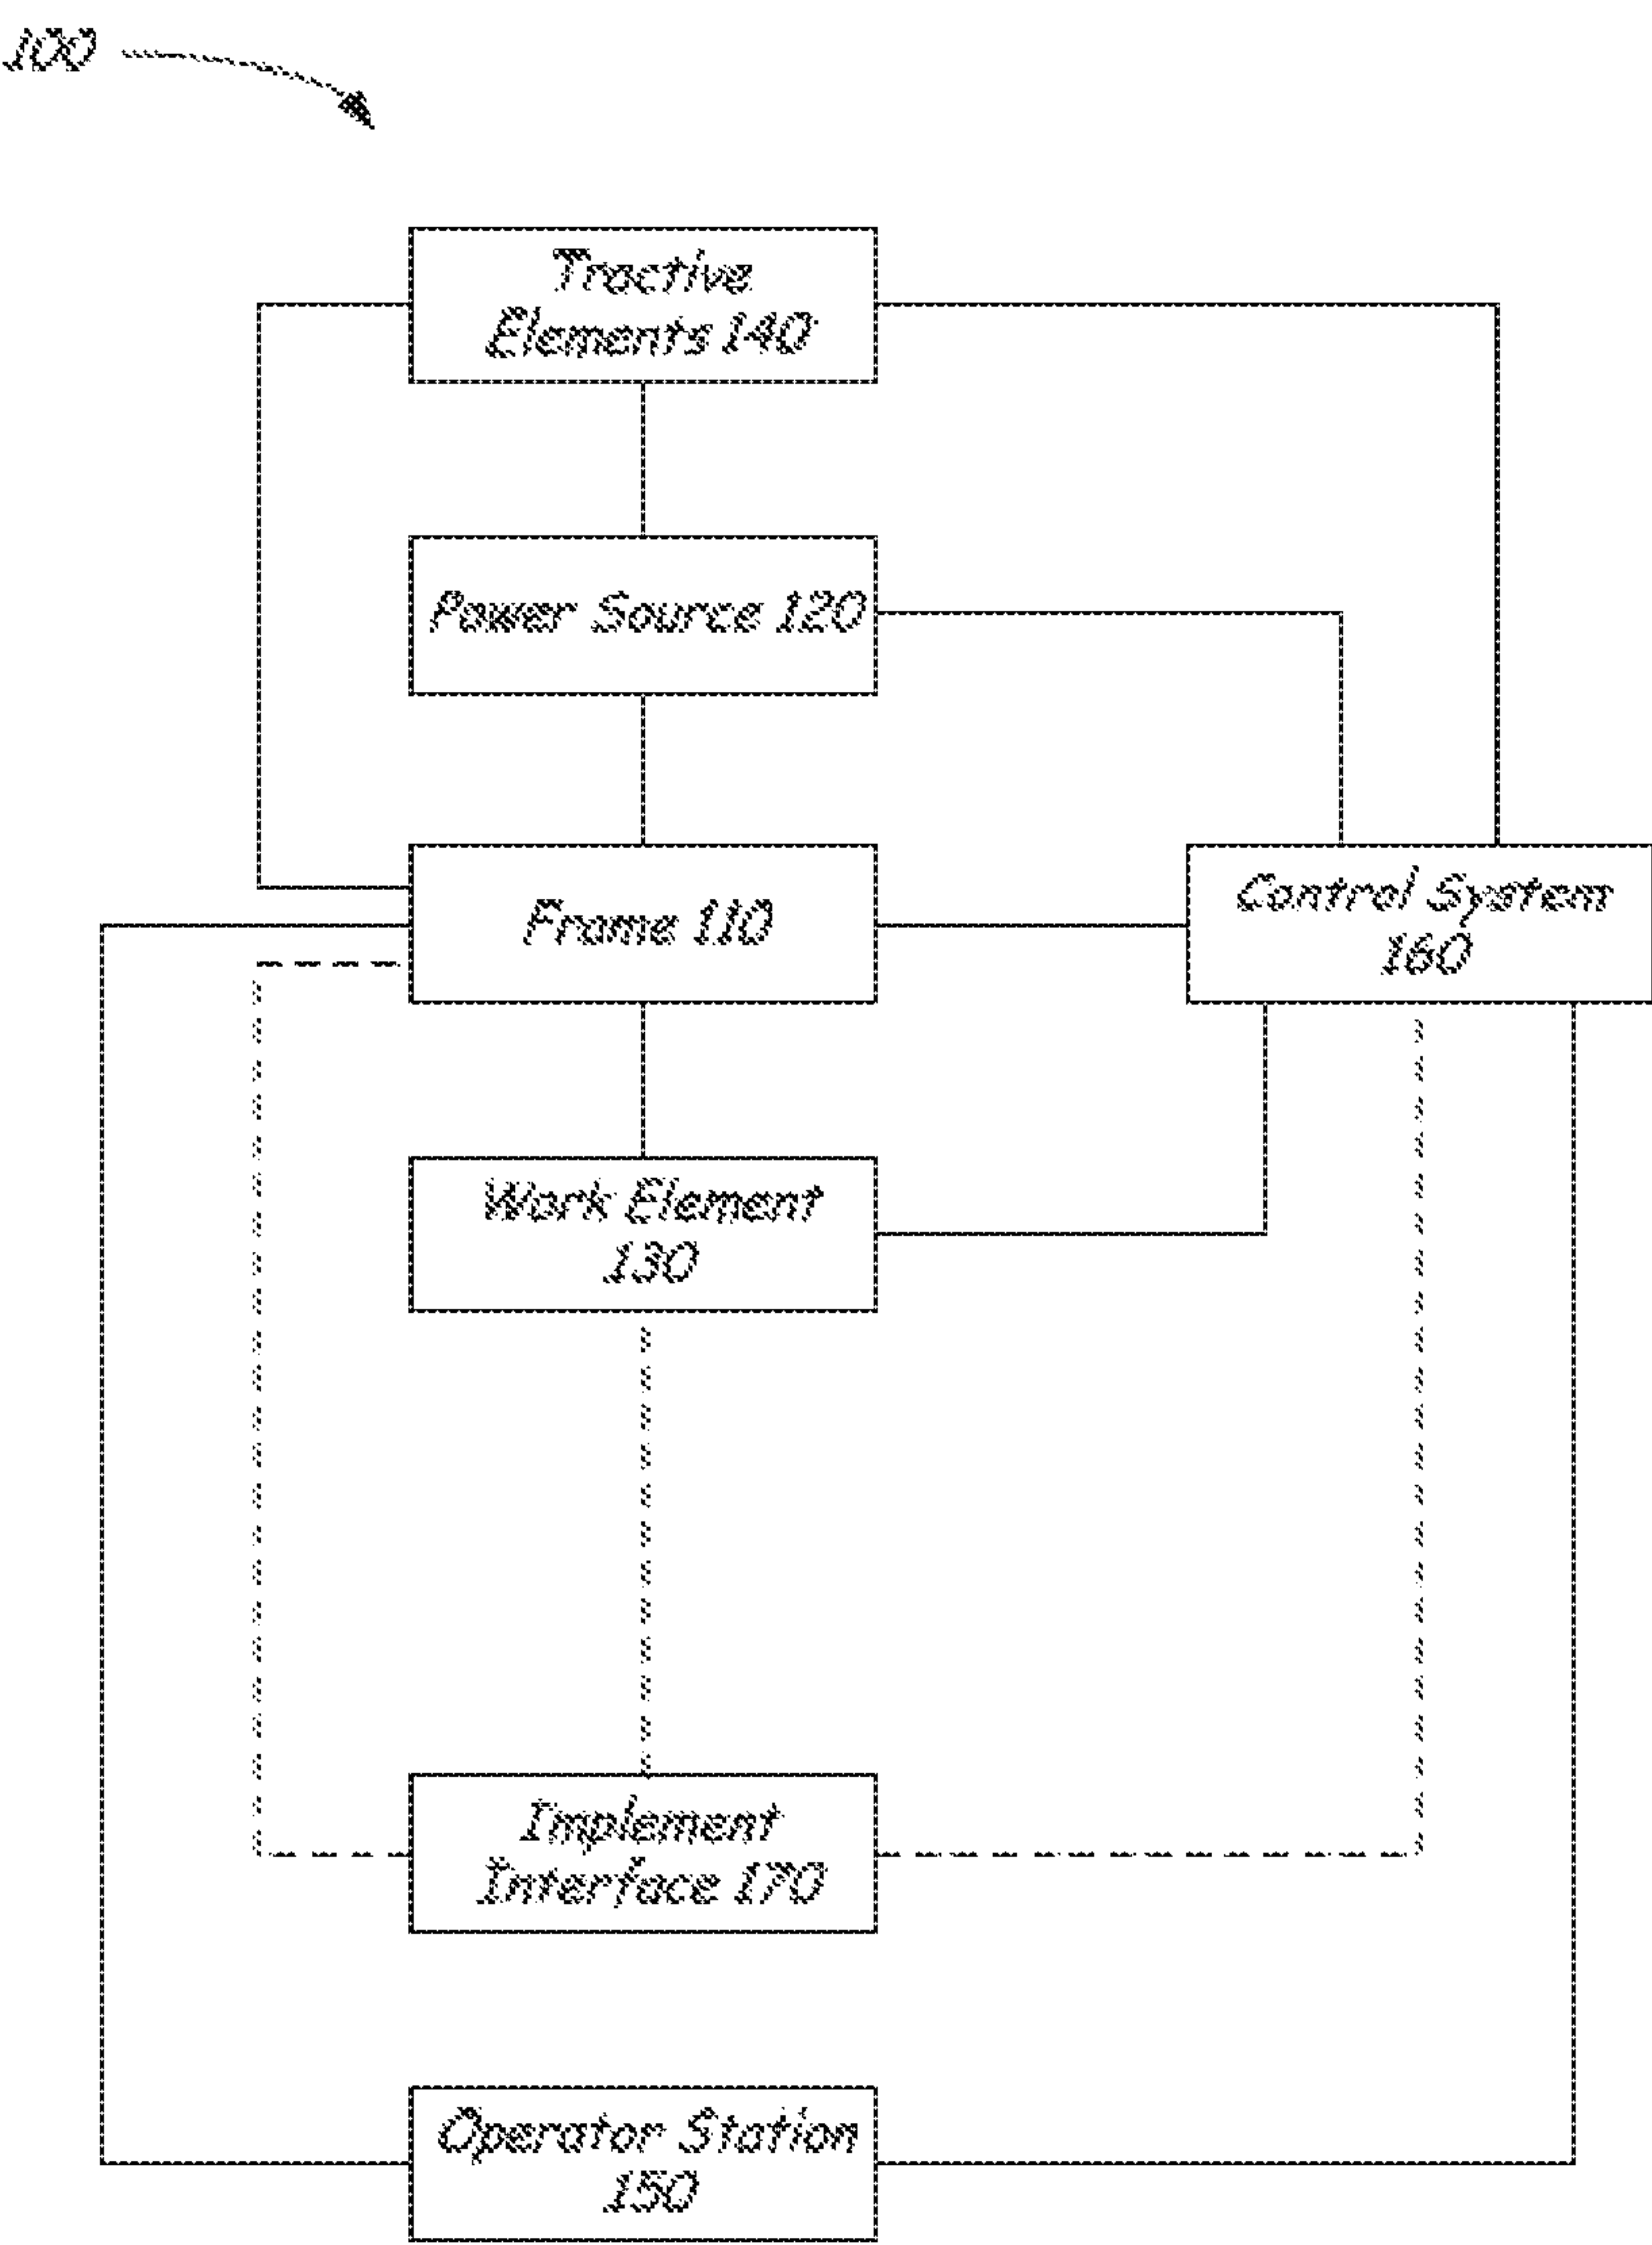 100
Tractive
Elements 140
Power Source 120
Frame 110
Control System
160
Work Element
130
Implement
Interface 170
Operator Station
150